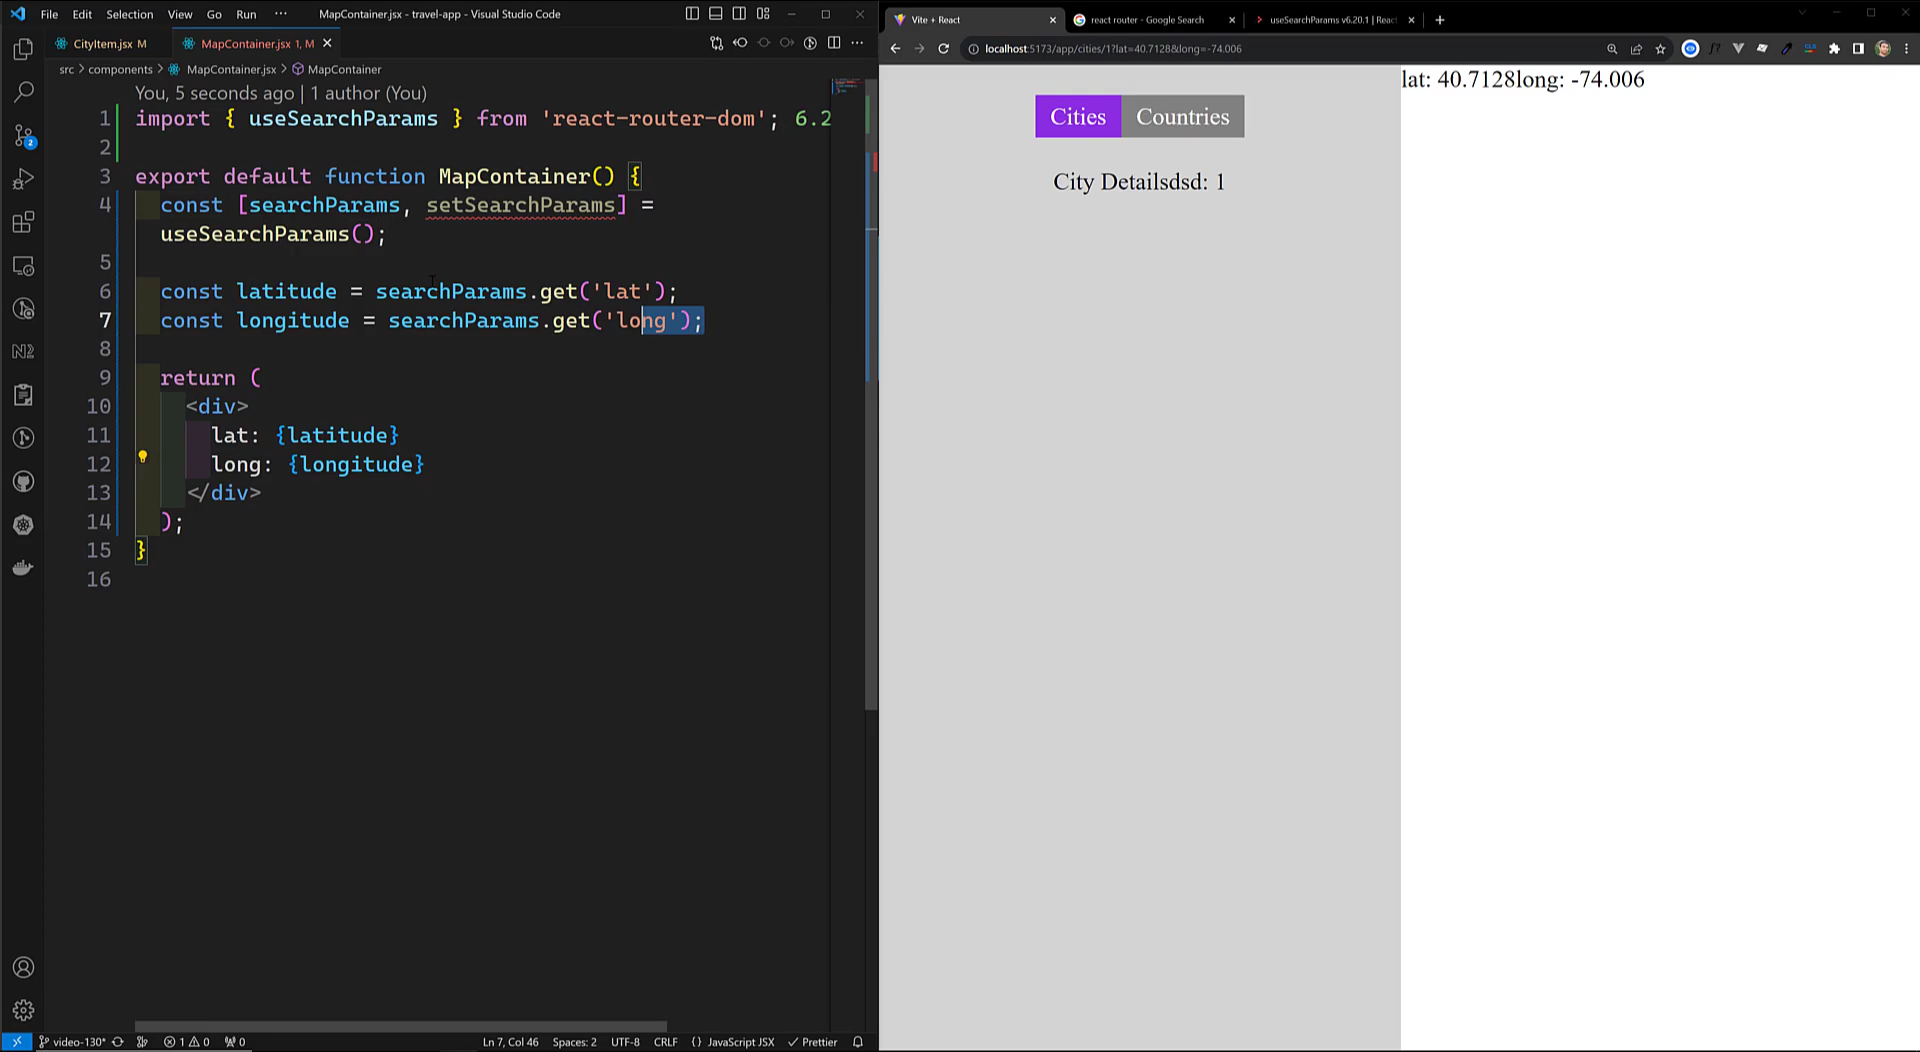 File Edit Selection View Go Run ··· MapContainer.jsx - travel-app - Visual Studio Code
CityItem.jsx M MapContainer.jsx 1, M
src > components > MapContainer.jsx > MapContainer
You, 5 seconds ago | 1 author (You)
1 import { useSearchParams } from 'react-router-dom'; 6.2
2
3 export default function MapContainer() {
4 const [searchParams, setSearchParams] =
useSearchParams();
5
6 const latitude = searchParams.get('lat');
7 const longitude = searchParams.get('long');
8
9 return (
10 <div>
11 lat: {latitude}
12 long: {longitude}
13 </div>
14 );
15 }
16
2
video-130* 1 0 0 Ln 7, Col 46 Spaces: 2 UTF-8 CRLF {} JavaScript JSX Prettier
Vite + React react router - Google Search useSearchParams v6.20.1 | Reac
localhost:5173/app/cities/1?lat=40.7128&long=-74.006
Cities Countries
City Detailsdsd: 1
lat: 40.7128long: -74.006